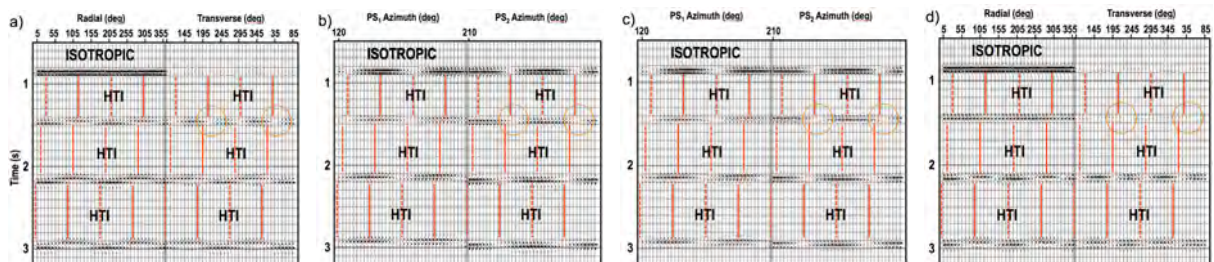 a)
Radial (deg) Transverse (deg)
5 55 105 155 205 255 305 355 145 195 245 295 345 35 85
ISOTROPIC
HTI HTI
HTI HTI
HTI HTI
Time (s)
1
2
3
b)
PS1 Azimuth (deg) PS2 Azimuth (deg)
120 210
ISOTROPIC
HTI HTI
HTI HTI
HTI HTI
1
2
3
c)
PS1 Azimuth (deg) PS2 Azimuth (deg)
120 210
ISOTROPIC
HTI HTI
HTI HTI
HTI HTI
1
2
3
d)
Radial (deg) Transverse (deg)
5 55 105 155 205 255 305 355 145 195 245 295 345 35 85
ISOTROPIC
HTI HTI
HTI HTI
HTI HTI
1
2
3